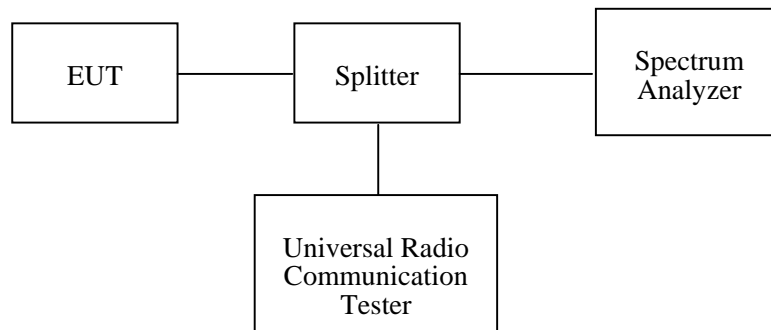 EUT
Splitter
Spectrum
Analyzer
Universal Radio
Communication
Tester